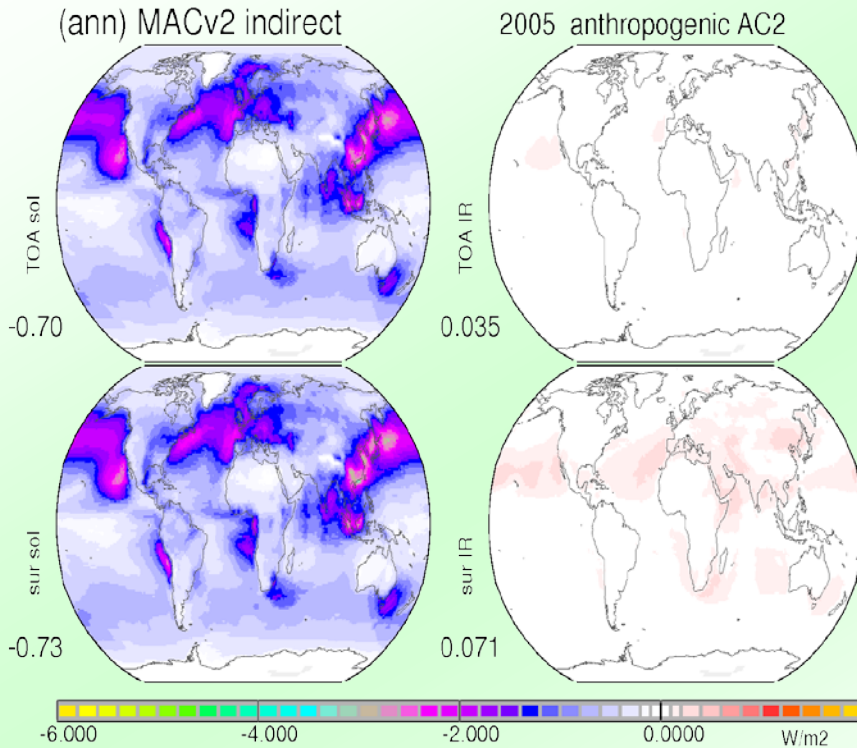 (ann) MACv2 indirect
2005 anthropogenic AC2
TOA sol
-0.70
TOA IR
0.035
sur sol
-0.73
sur IR
0.071
-6.000 -4.000 -2.000 0.0000 W/m2